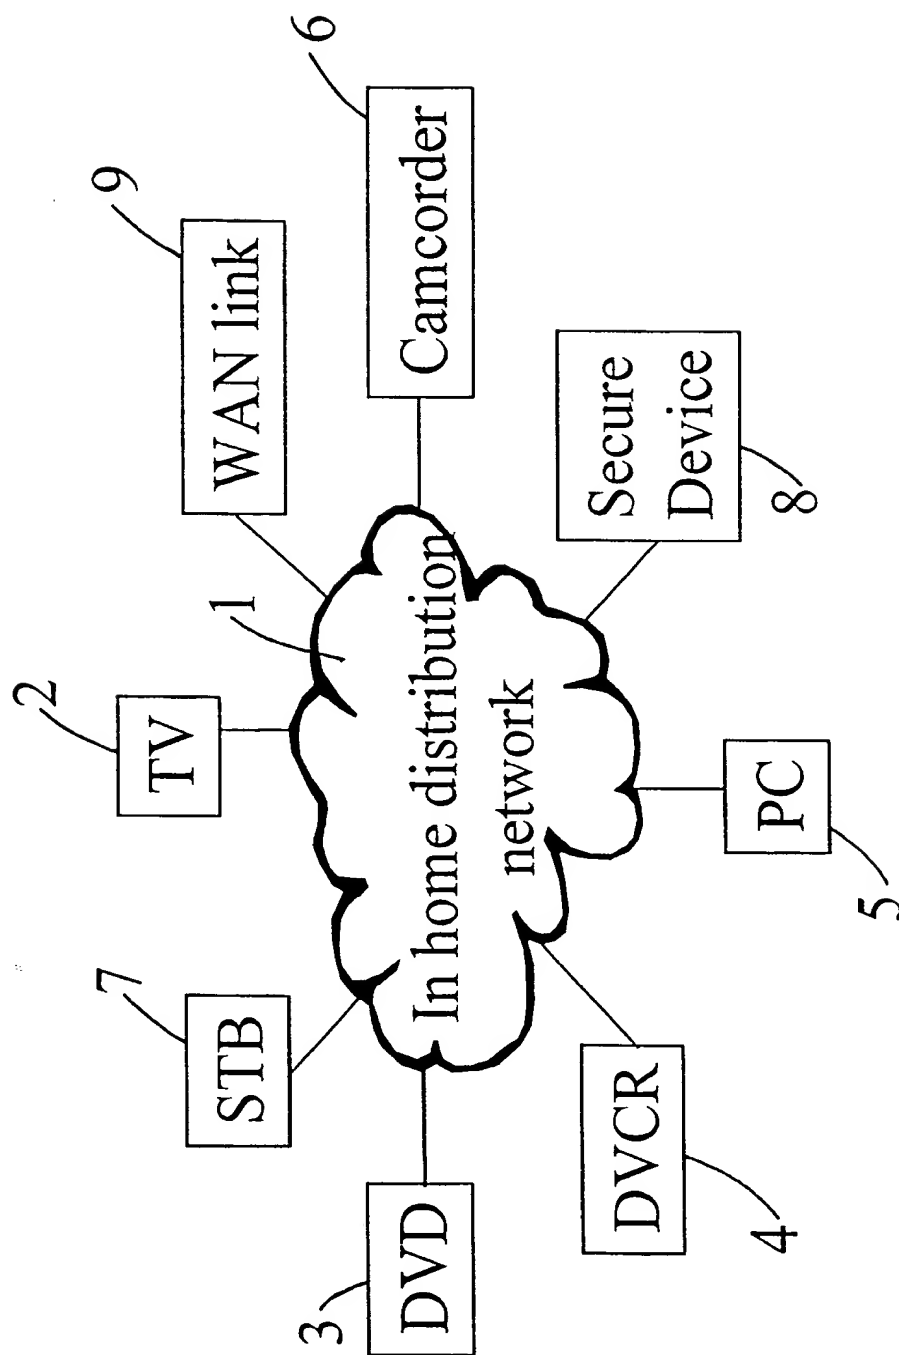 7
STB
2
TV
1
9
WAN link
3
DVD
In home distribution
network
6
Camcorder
DVCR
4
PC
5
Secure
Device
8